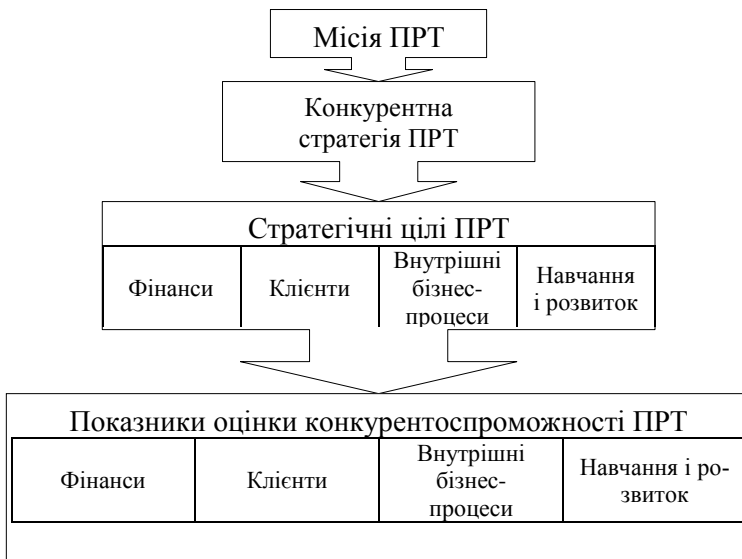 Місія ПРТ
Конкурентна
стратегія ПРТ
Стратегічні цілі ПРТ
Фінанси
Клієнти
Внутрішні
бізнес-
процеси
Навчання
і розвиток
Показники оцінки конкурентоспроможності ПРТ
Фінанси
Клієнти
Внутрішні
бізнес-
процеси
Навчання і ро-
звиток